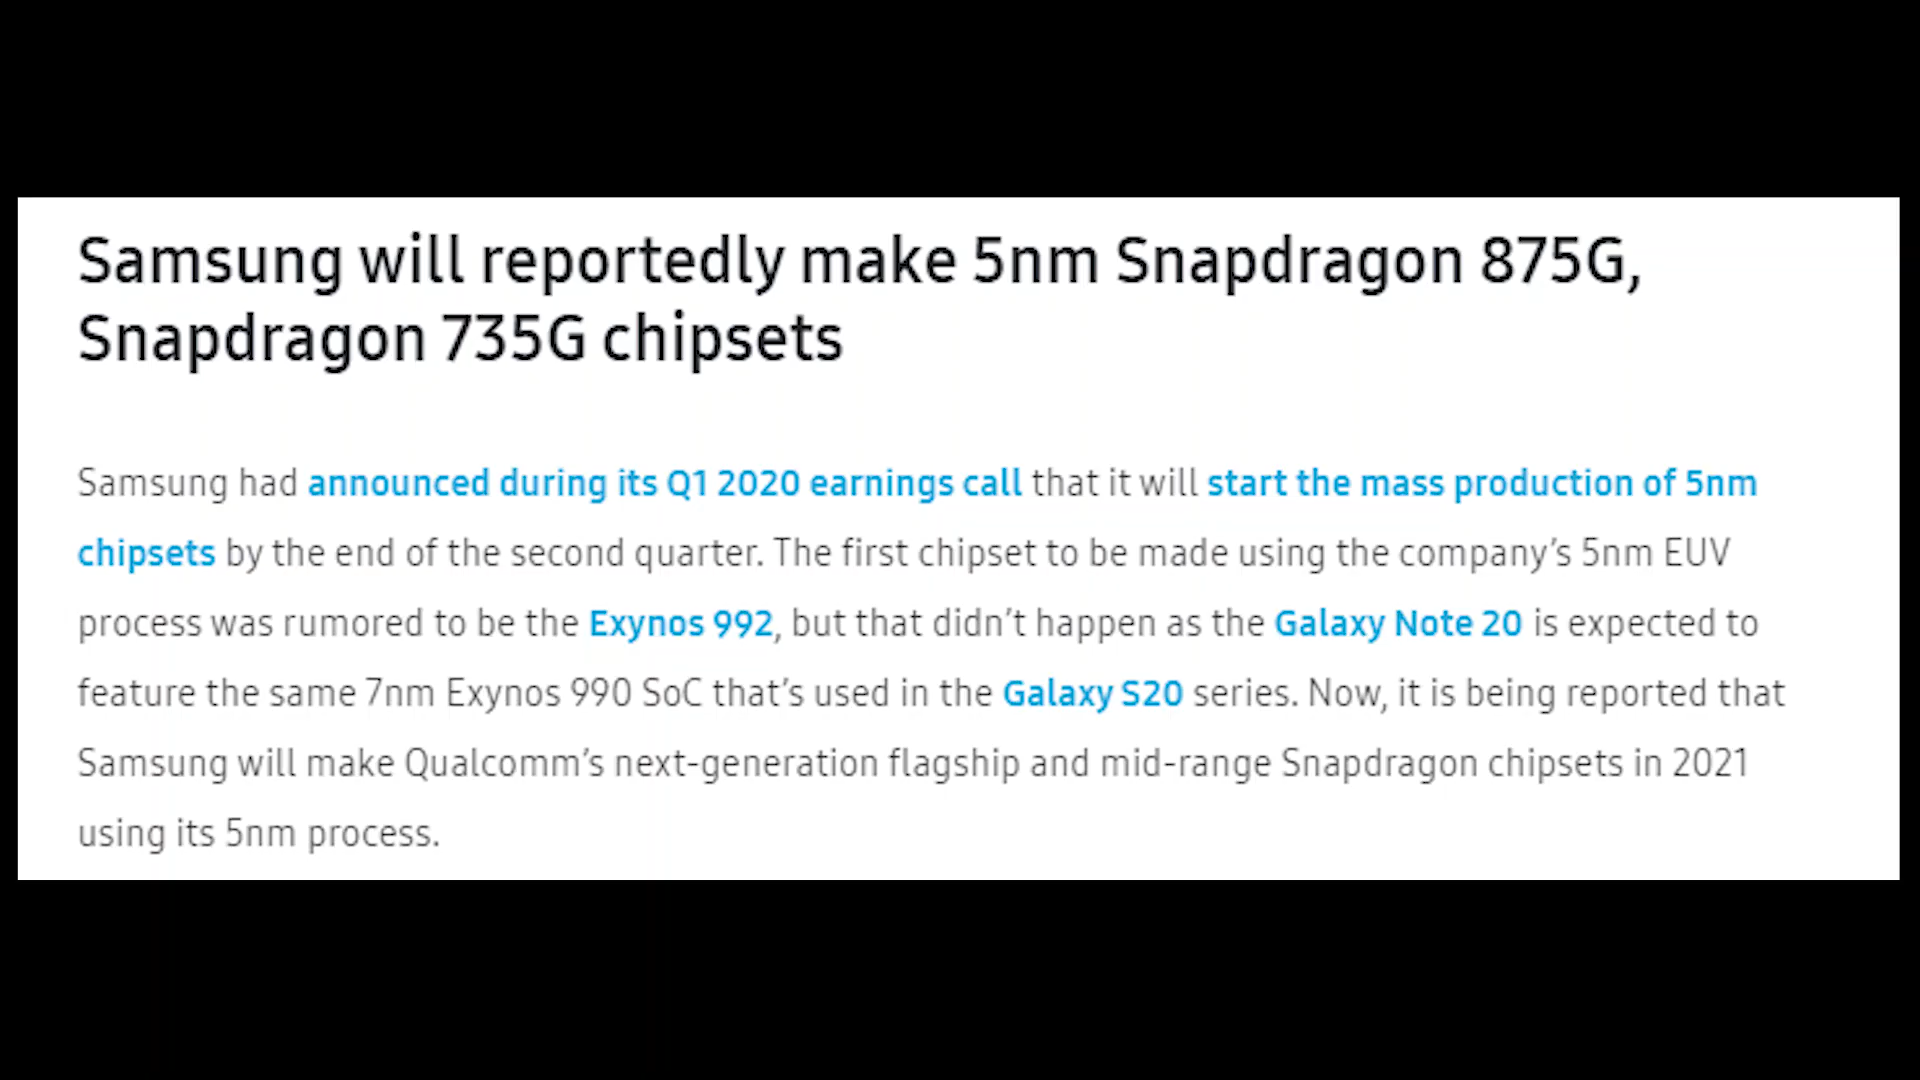 Samsung will reportedly make 5nm Snapdragon 875G,
Snapdragon 735G chipsets
Samsung had announced during its Q1 2020 earnings call that it will start the mass production of 5nm
chipsets by the end of the second quarter. The first chipset to be made using the company’s 5nm EUV
process was rumored to be the Exynos 992, but that didn’t happen as the Galaxy Note 20 is expected to
feature the same 7nm Exynos 990 SoC that’s used in the Galaxy S20 series. Now, it is being reported that
Samsung will make Qualcomm’s next-generation flagship and mid-range Snapdragon chipsets in 2021
using its 5nm process.